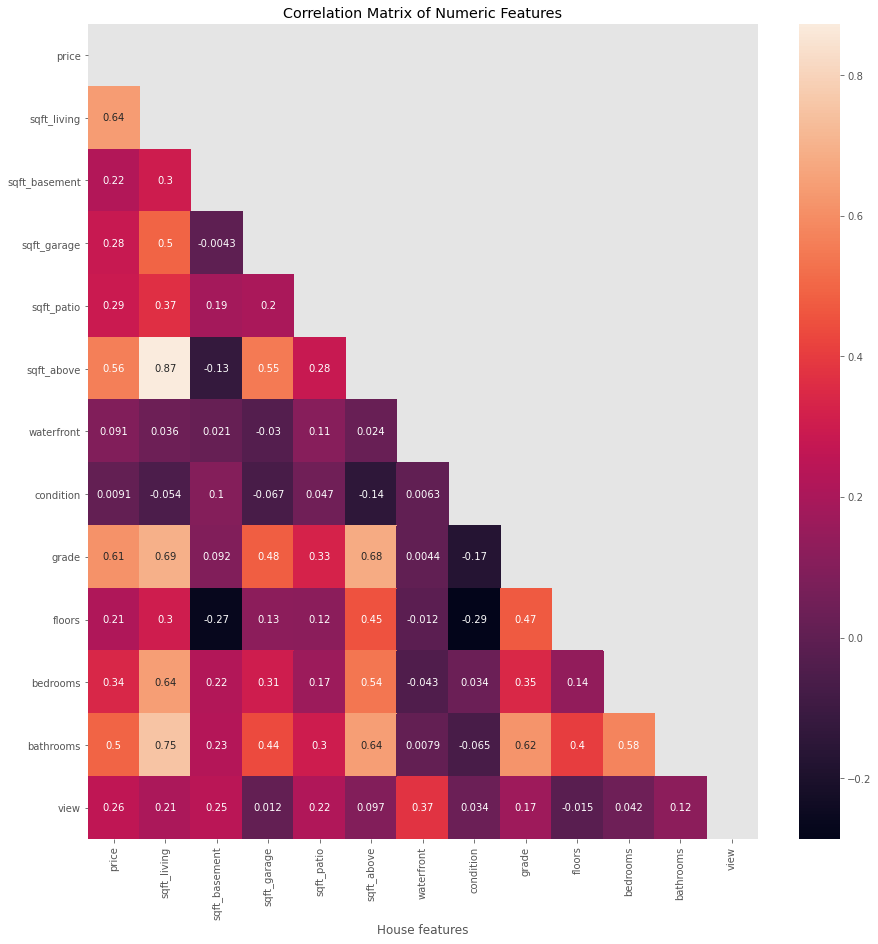 Correlation Matrix of Numeric Features
price
sqft_living 0.64
sqft_basement 0.22 0.3
sqft_garage 0.28 0.5 -0.0043
sqft_patio 0.29 0.37 0.19 0.2
sqft_above 0.56 0.87 -0.13 0.55 0.28
waterfront 0.091 0.036 0.021 -0.03 0.11 0.024
condition 0.0091 -0.054 0.1 -0.067 0.047 -0.14 0.0063
grade 0.61 0.69 0.092 0.48 0.33 0.68 0.0044 -0.17
floors 0.21 0.3 -0.27 0.13 0.12 0.45 -0.012 -0.29 0.47
bedrooms 0.34 0.64 0.22 0.31 0.17 0.54 -0.043 0.034 0.35 0.14
bathrooms 0.5 0.75 0.23 0.44 0.3 0.64 0.0079 -0.065 0.62 0.4 0.58
view 0.26 0.21 0.25 0.012 0.22 0.097 0.37 0.034 0.17 -0.015 0.042 0.12
price sqft_living sqft_basement sqft_garage sqft_patio sqft_above waterfront condition grade floors bedrooms bathrooms view
House features
0.8
0.6
0.4
0.2
0.0
−0.2